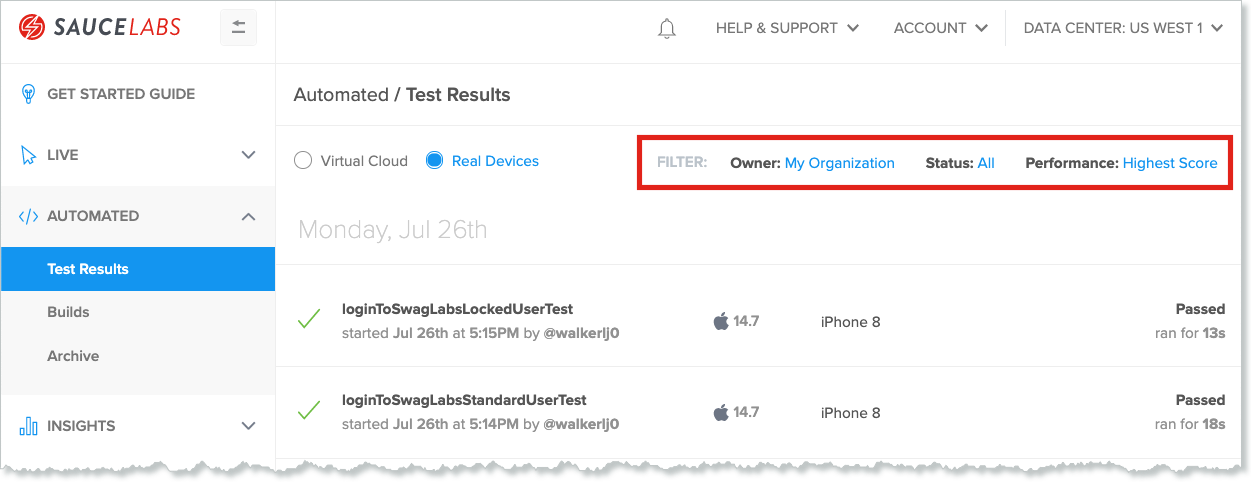 SAUCELABS
HELP & SUPPORT
ACCOUNT
DATA CENTER: US WEST 1
GET STARTED GUIDE
LIVE
AUTOMATED
Test Results
Builds
Archive
INSIGHTS
Automated / Test Results
Virtual Cloud
Real Devices
FILTER: Owner: My Organization Status: All Performance: Highest Score
Monday, Jul 26th
loginToSwagLabsLockedUserTest
started Jul 26th at 5:15PM by @walkerlj0
14.7
iPhone 8
Passed
ran for 13s
loginToSwagLabsStandardUserTest
started Jul 26th at 5:14PM by @walkerlj0
14.7
iPhone 8
Passed
ran for 18s